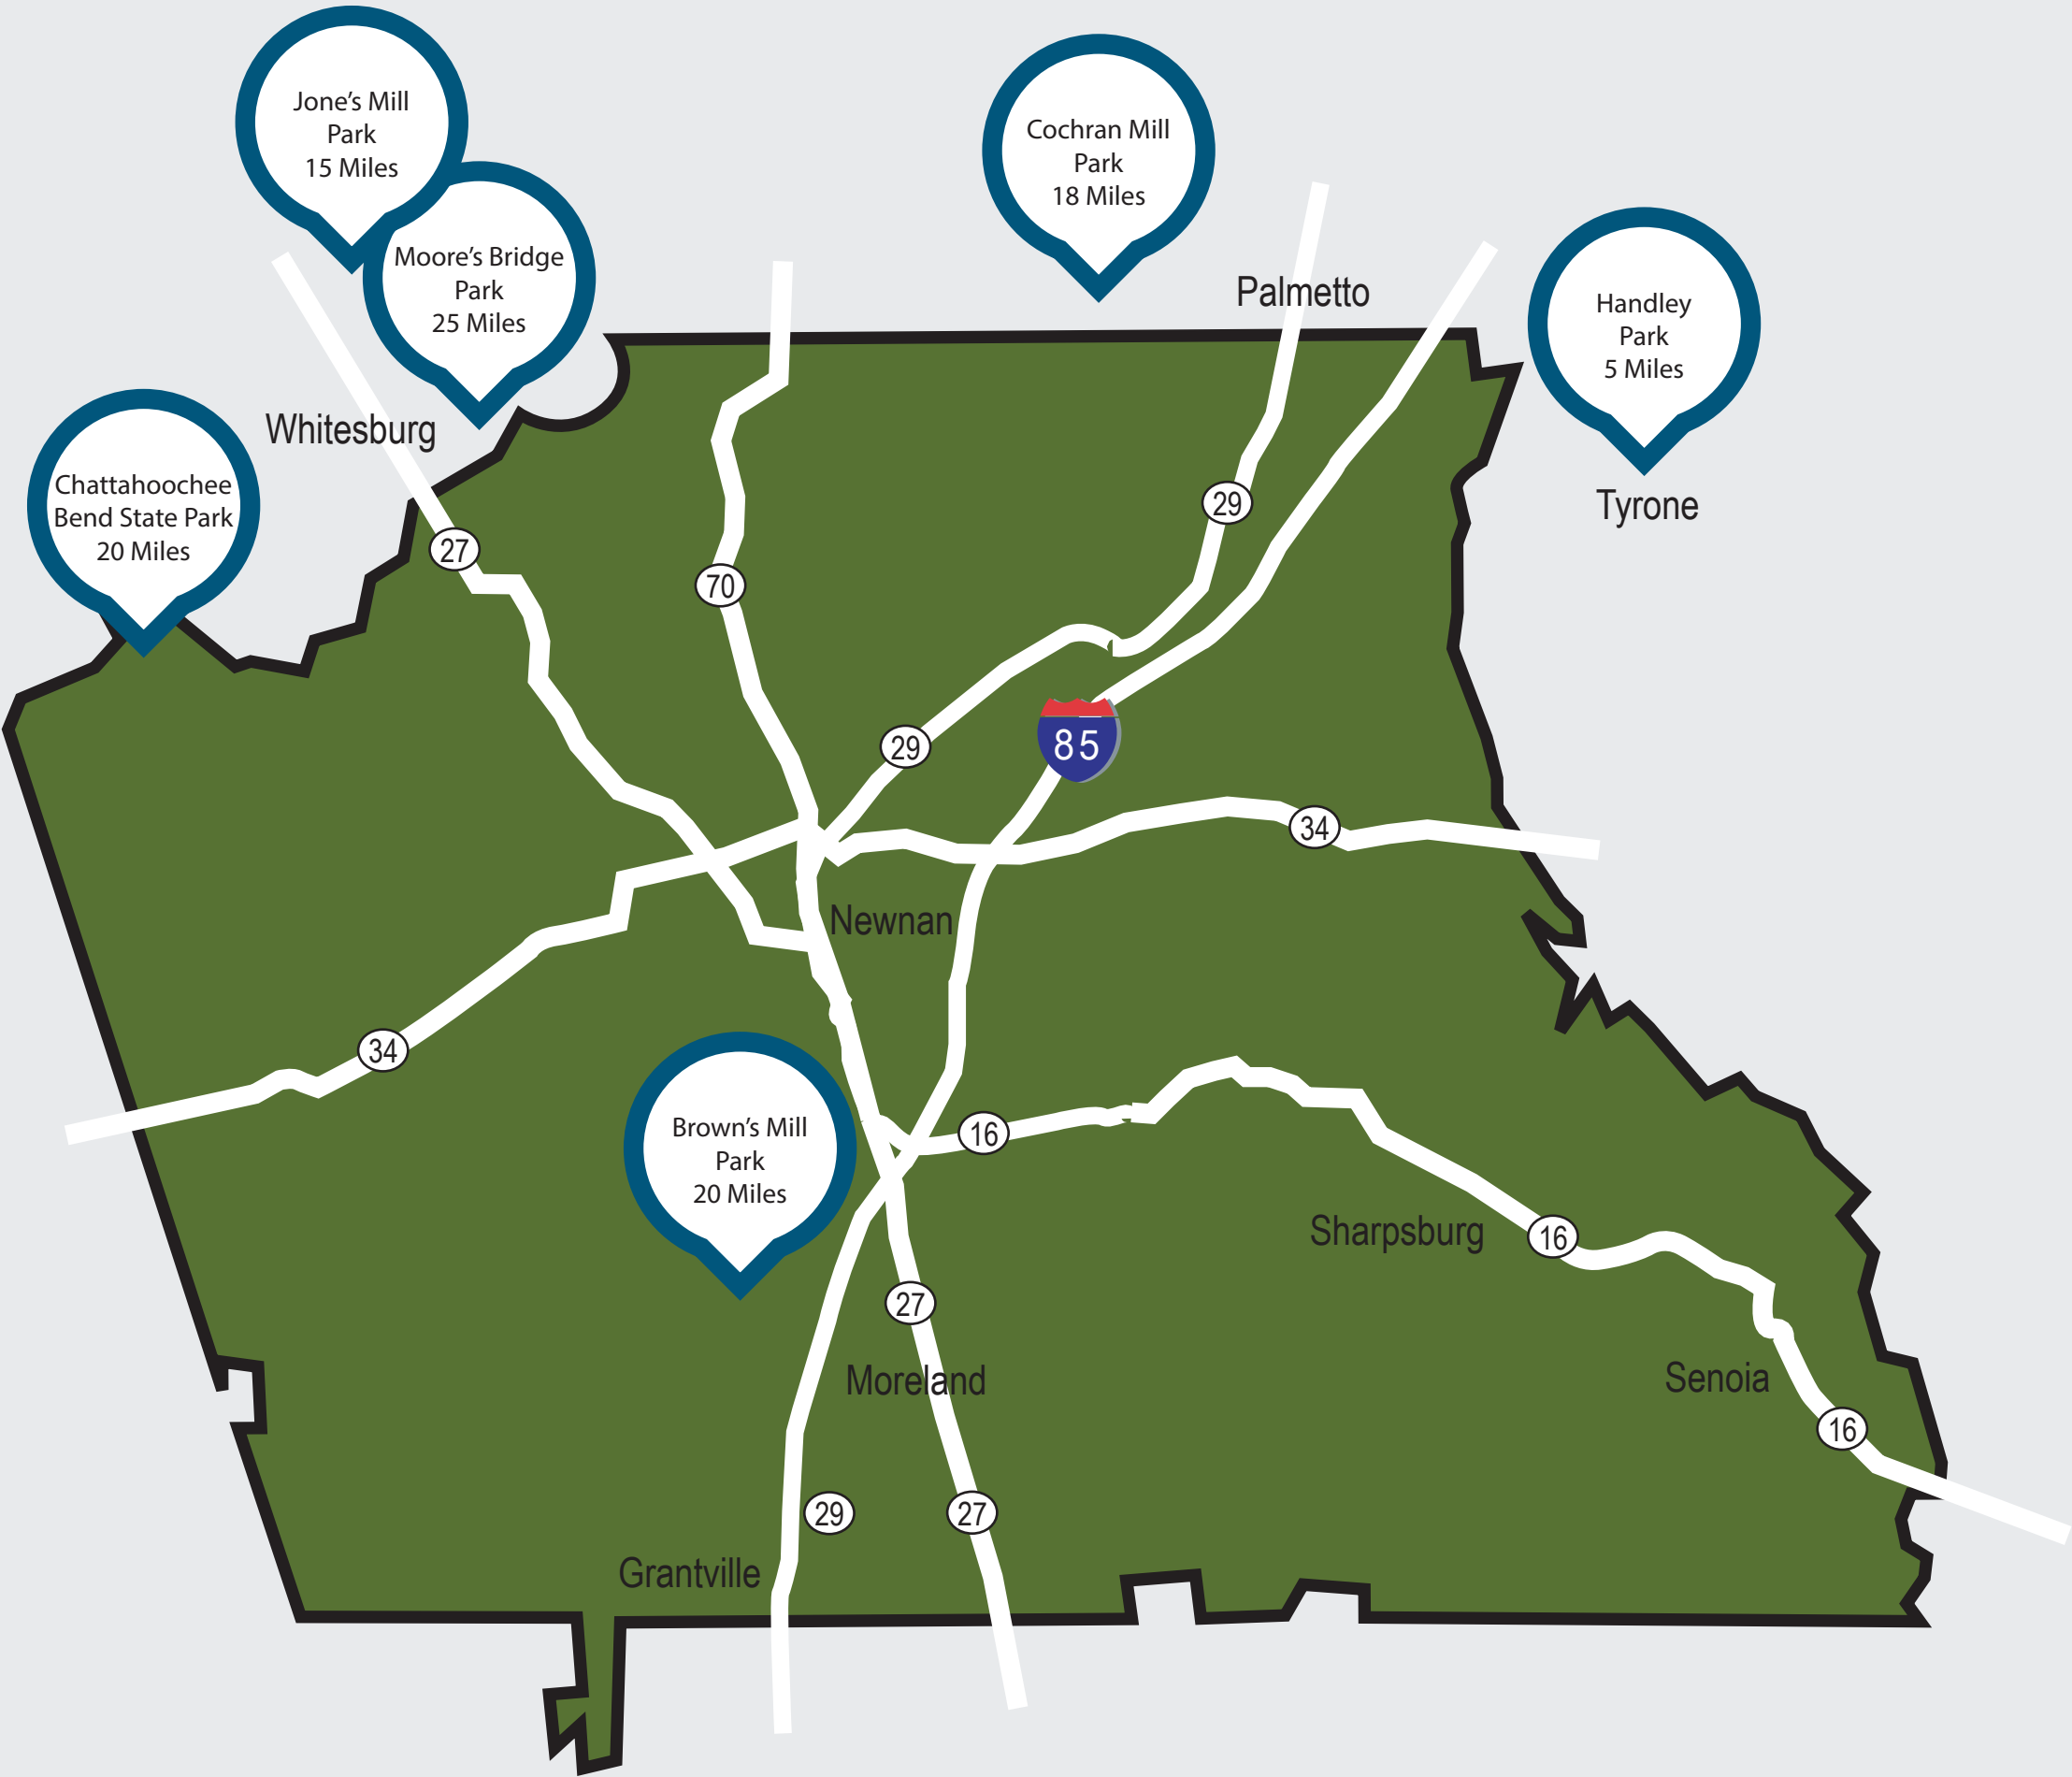 Jone's Mill
Park
15 Miles
Cochran Mill
Park
18 Miles
Moore's Bridge
Park
25 Miles
Palmetto
Handley
Park
5 Miles
Whitesburg
Chattahoochee
Bend State Park
20 Miles
29
Tyrone
27
70
29
85
34
Newnan
34
Brown's Mill
Park
20 Miles
16
Sharpsburg
16
27
Moreland
Senoia
16
29
27
Grantville